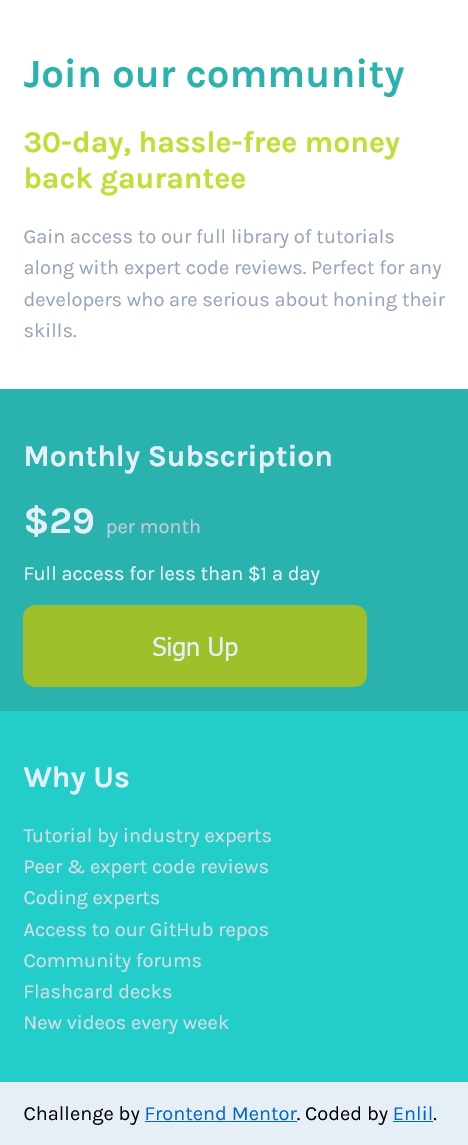 Join our community
30-day, hassle-free money
back gaurantee
Gain access to our full library of tutorials
along with expert code reviews. Perfect for any
developers who are serious about honing their
skills.
Monthly Subscription
$29 per month
Full access for less than $1 a day
Sign Up
Why Us
Tutorial by industry experts
Peer & expert code reviews
Coding experts
Access to our GitHub repos
Community forums
Flashcard decks
New videos every week
Challenge by Frontend Mentor. Coded by Enlil.